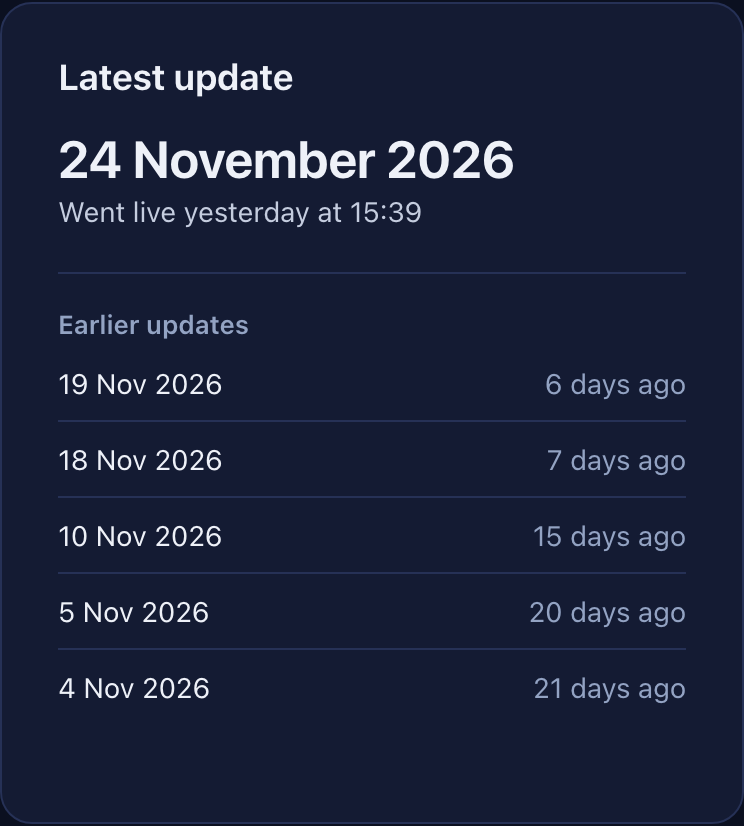 Latest update
24 November 2026
Went live yesterday at 15:39
Earlier updates
19 Nov 2026 6 days ago
18 Nov 2026 7 days ago
10 Nov 2026 15 days ago
5 Nov 2026 20 days ago
4 Nov 2026 21 days ago